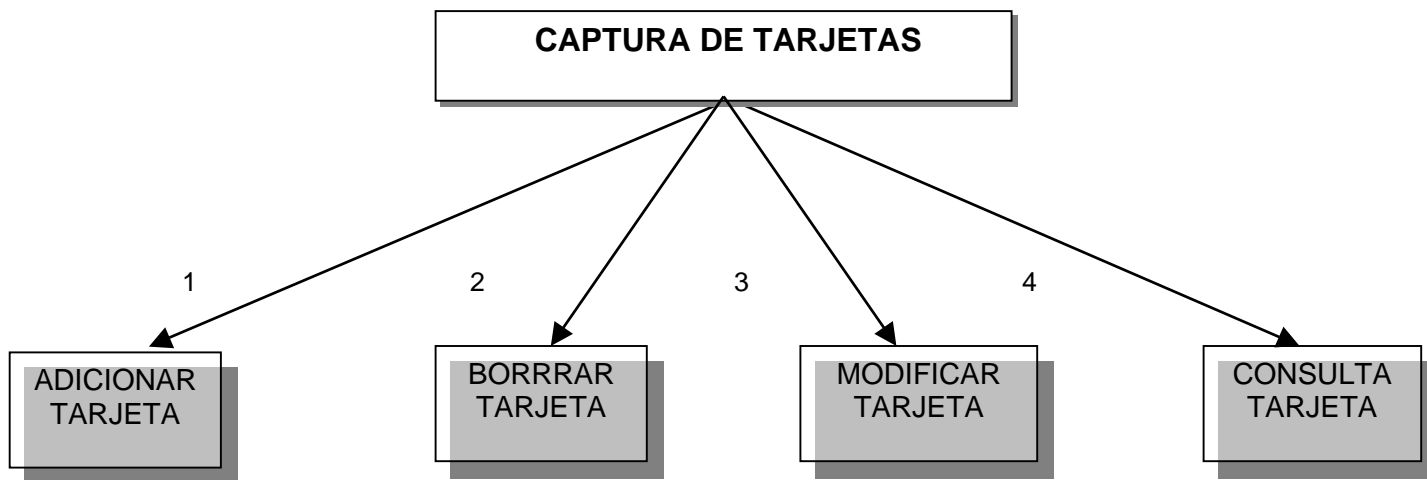 CAPTURA DE TARJETAS
1
2
3
4
ADICIONAR
TARJETA
BORRRAR
TARJETA
MODIFICAR
TARJETA
CONSULTA
TARJETA